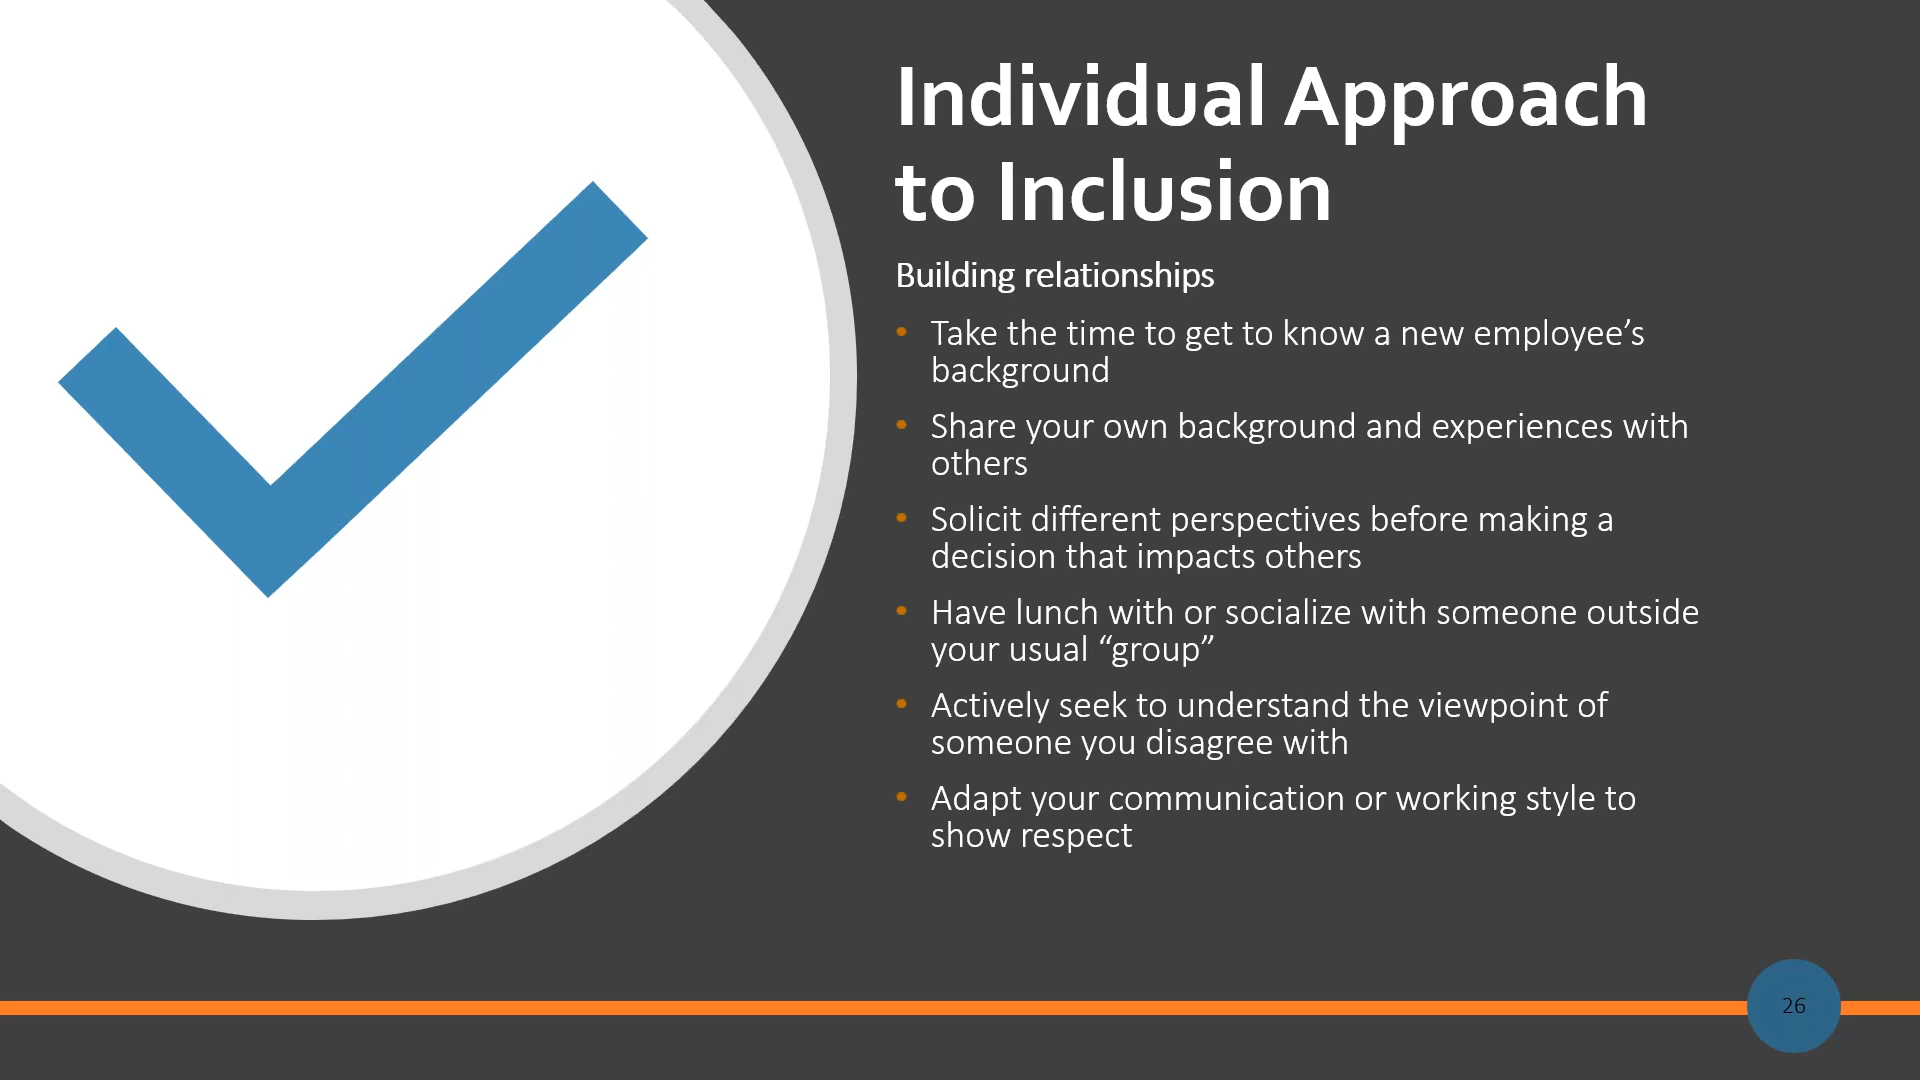 Individual Approach
to Inclusion
Building relationships
• Take the time to get to know a new employee’s
background
• Share your own background and experiences with
others
• Solicit different perspectives before making a
decision that impacts others
• Have lunch with or socialize with someone outside
your usual “group”
• Actively seek to understand the viewpoint of
someone you disagree with
• Adapt your communication or working style to
show respect
26